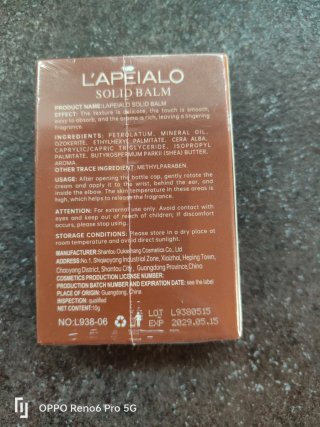 L'APEIALO
SOLID BALM
PRODUCT NAME:LAPEIALO SOLID BALM
EFFECT: The texture is delicate, the touch is smooth,
easy to absorb, and the aroma is rich, leaving a lingering
fragrance.
INGREDIENTS: PETROLATUM, MINERAL OIL,
OZOKERITE, ETHYLHEXYL PALMITATE, CERA ALBA,
CAPRYLIC/CAPRIC TRIGLYCERIDE, ISOPROPYL
PALMITATE, BUTYROSPERMUM PARKII (SHEA) BUTTER,
AROMA.
OTHER TRACE INGREDIENT: METHYLPARABEN.
USAGE: After opening the bottle cap, gently rotate the
cream and apply it to the wrist, behind the ear, and
inside the elbow. The skin temperature in these areas is
high, which helps to release the fragrance.
ATTENTION: For external use only. Avoid contact with
eyes and keep out of reach of children; if discomfort
occurs, please stop using.
STORAGE CONDITIONS: Please store in a dry place at
room temperature and avoid direct sunlight.
MANUFACTURER:Shantou Oukesheng Cosmetics Co.,Ltd
ADDRESS:No.1, Shipaoyang Industrial Zone, Xiaozhai, Heping Town,
Chaoyang District, Shantou City, Guangdong Province,China
COSMETICS PRODUCTION LICENSE NUMBER:
PRODUCTION BATCH NUMBER AND EXPIRATION DATE: see the label
PLACE OF ORIGIN: Guangdong, China
INSPECTION: qualified
NET CONTENT:15g
NO:L938-06
LOT L9380515
EXP 2029.05.15
OPPO Reno6 Pro 5G